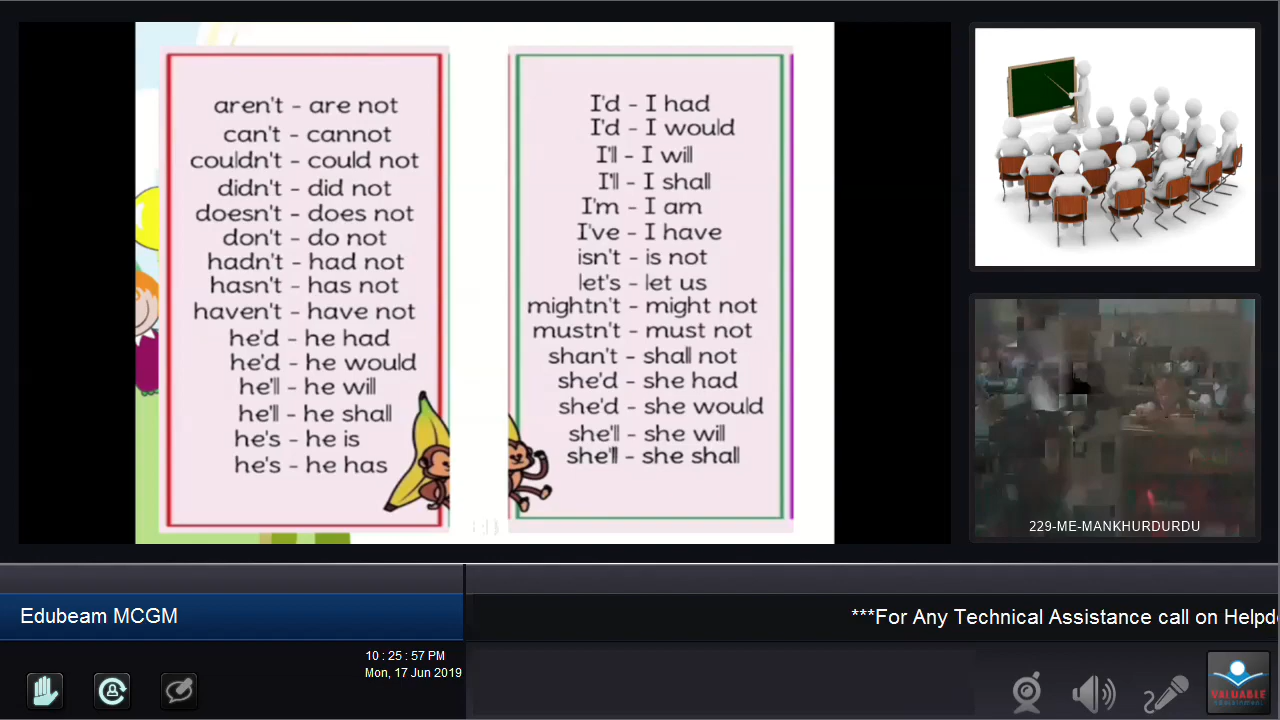 aren't - are not
can't - cannot
couldn't - could not
didn't - did not
doesn't - does not
don't - do not
hadn't - had not
hasn't - has not
haven't - have not
he'd - he had
he'd - he would
he'll - he will
he'll - he shall
he's - he is
he's - he has
I'd - I had
I'd - I would
I'll - I will
I'll - I shall
I'm - I am
I've - I have
isn't - is not
let's - let us
mightn't - might not
mustn't - must not
shan't - shall not
she'd - she had
she'd - she would
she'll - she will
she'll - she shall
229-ME-MANKHURDURDU
Edubeam MCGM
***For Any Technical Assistance call on Helpd
10 : 25 : 57 PM
Mon, 17 Jun 2019
VALUABLE